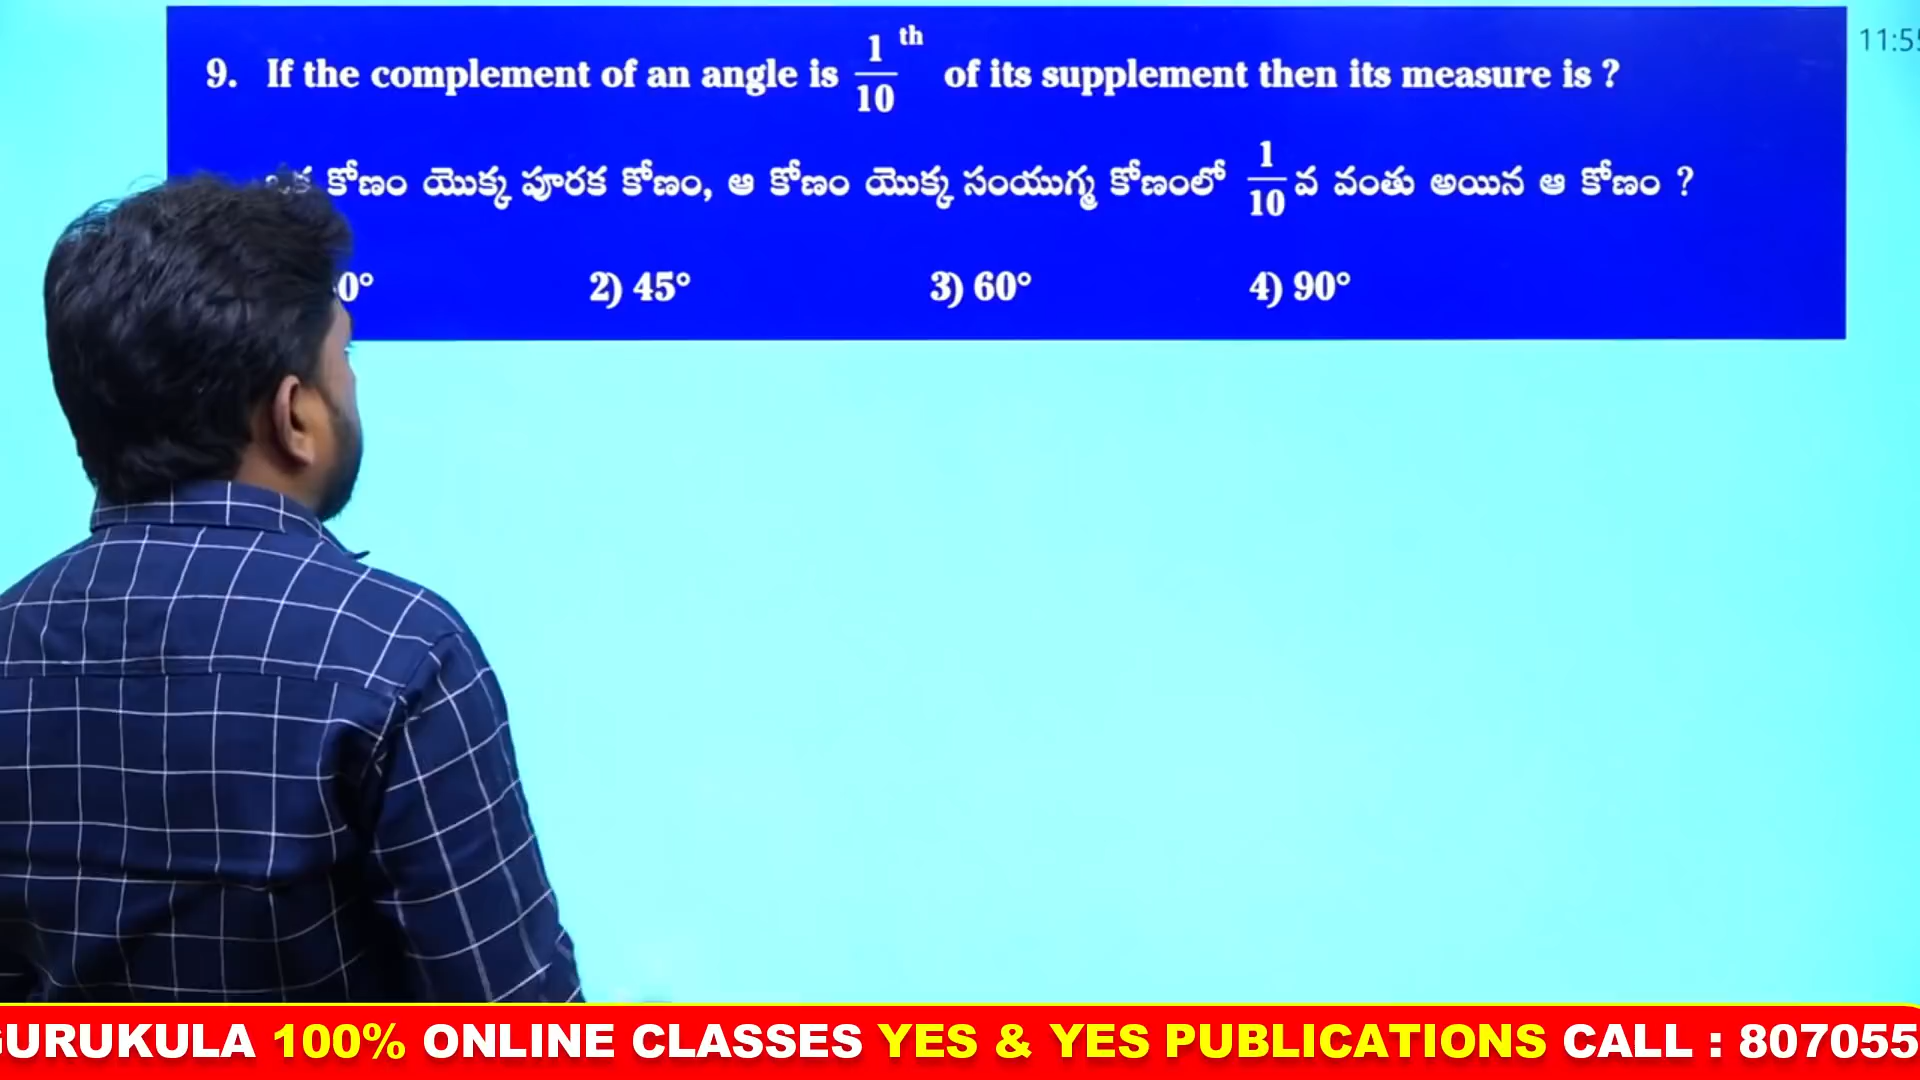 11:55
9. If the complement of an angle is 1/10 th of its supplement then its measure is ?
కోణం యొక్క పూరక కోణం, ఆ కోణం యొక్క సంయుగ్మ కోణంలో 1/10 వ వంతు అయిన ఆ కోణం ?
0° 2) 45° 3) 60° 4) 90°
GURUKULA 100% ONLINE CLASSES YES & YES PUBLICATIONS CALL : 807055